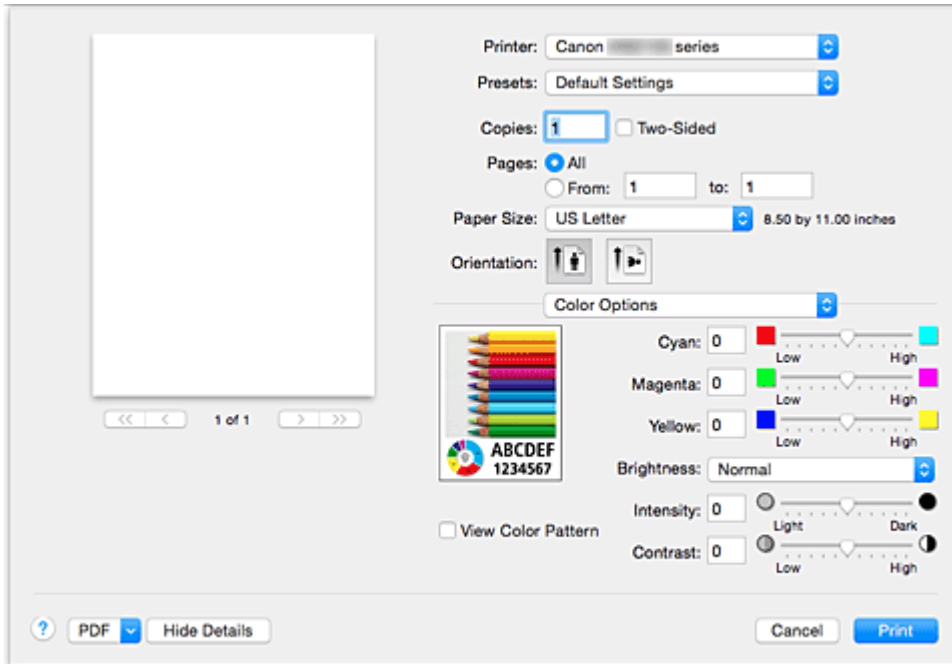 Printer: Canon series
Presets: Default Settings
Copies: 1 Two-Sided
Pages: All
From: 1 to: 1
Paper Size: US Letter 8.50 by 11.00 inches
Orientation:
Color Options
Cyan: 0
Low High
Magenta: 0
Low High
Yellow: 0
Low High
ABCDEF
1234567
Brightness: Normal
Intensity: 0
Light Dark
View Color Pattern
Contrast: 0
Low High
<< < 1 of 1 > >>
? PDF Hide Details Cancel Print